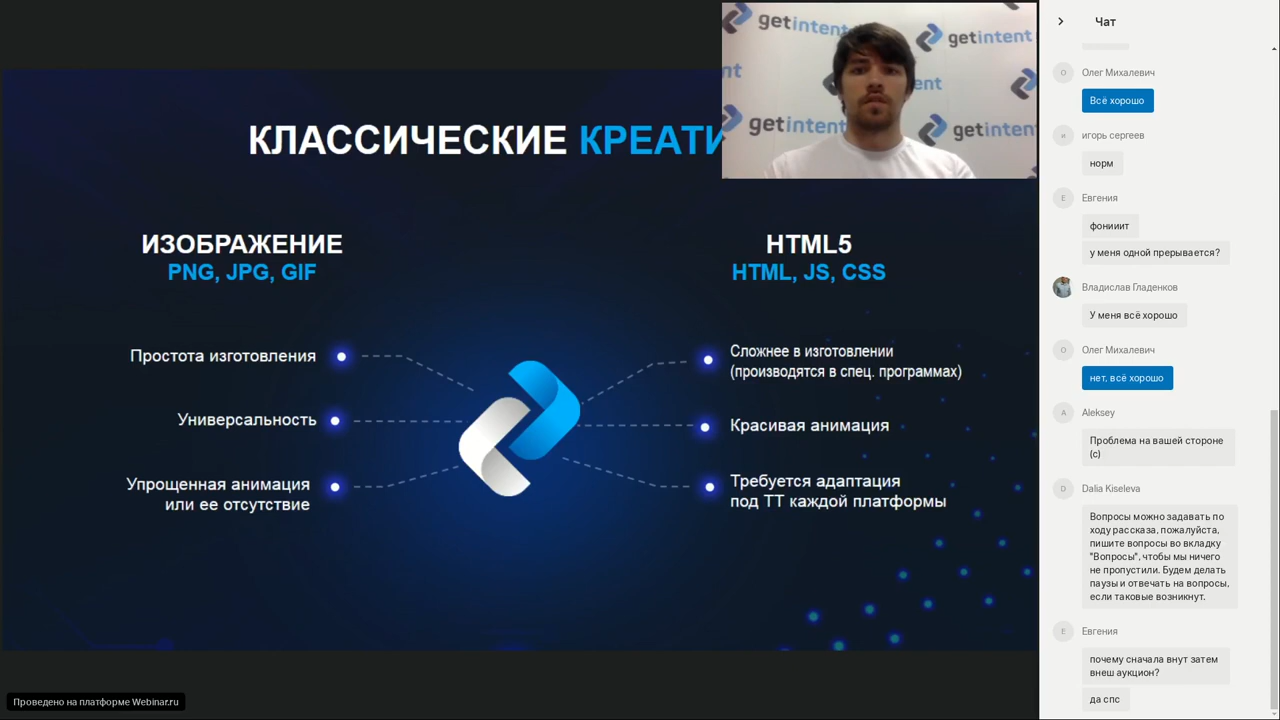 КЛАССИЧЕСКИЕ КРЕАТИ
ИЗОБРАЖЕНИЕ
PNG, JPG, GIF
Простота изготовления
Универсальность
Упрощенная анимация
или ее отсутствие
HTML5
HTML, JS, CSS
Сложнее в изготовлении
(производятся в спец. программах)
Красивая анимация
Требуется адаптация
под ТТ каждой платформы
getintent
getintent
getintent
getintent
Проведено на платформе Webinar.ru
Чат
О
Олег Михалевич
Всё хорошо
и
игорь сергеев
норм
Е
Евгения
фонииит
у меня одной прерывается?
Владислав Гладенков
У меня всё хорошо
О
Олег Михалевич
нет, всё хорошо
A
Aleksey
Проблема на вашей стороне
(с)
D
Dalia Kiseleva
Вопросы можно задавать по
ходу рассказа, пожалуйста,
пишите вопросы во вкладку
"Вопросы", чтобы мы ничего
не пропустили. Будем делать
паузы и отвечать на вопросы,
если таковые возникнут.
Е
Евгения
почему сначала внут затем
внеш аукцион?
да спс